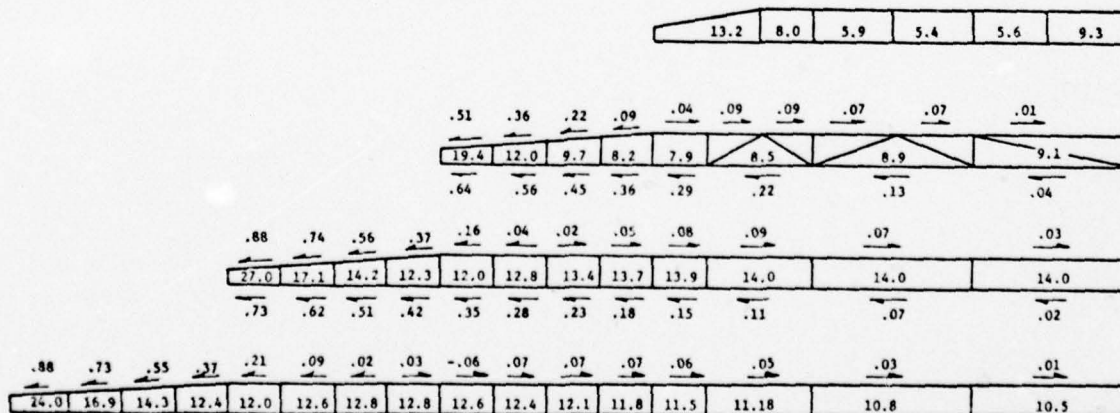 13.2 8.0 5.9 5.4 5.6 9.3
.51 .36 .22 .09 .04 .09 .09 .07 .07 .01
19.4 12.0 9.7 8.2 7.9 8.5 8.9 9.1
.64 .56 .45 .36 .29 .22 .13 .04
.88 .74 .56 .37 .16 .04 .02 .05 .08 .09 .07 .03
27.0 17.1 14.2 12.3 12.0 12.8 13.4 13.7 13.9 14.0 14.0 14.0
.73 .62 .51 .42 .35 .28 .23 .18 .15 .11 .07 .02
.88 .73 .55 .37 .21 .09 .02 .03 -.06 .07 .07 .07 .06 .05 .03 .01
24.0 16.9 14.3 12.4 12.0 12.6 12.8 12.8 12.6 12.4 12.1 11.8 11.5 11.18 10.8 10.5